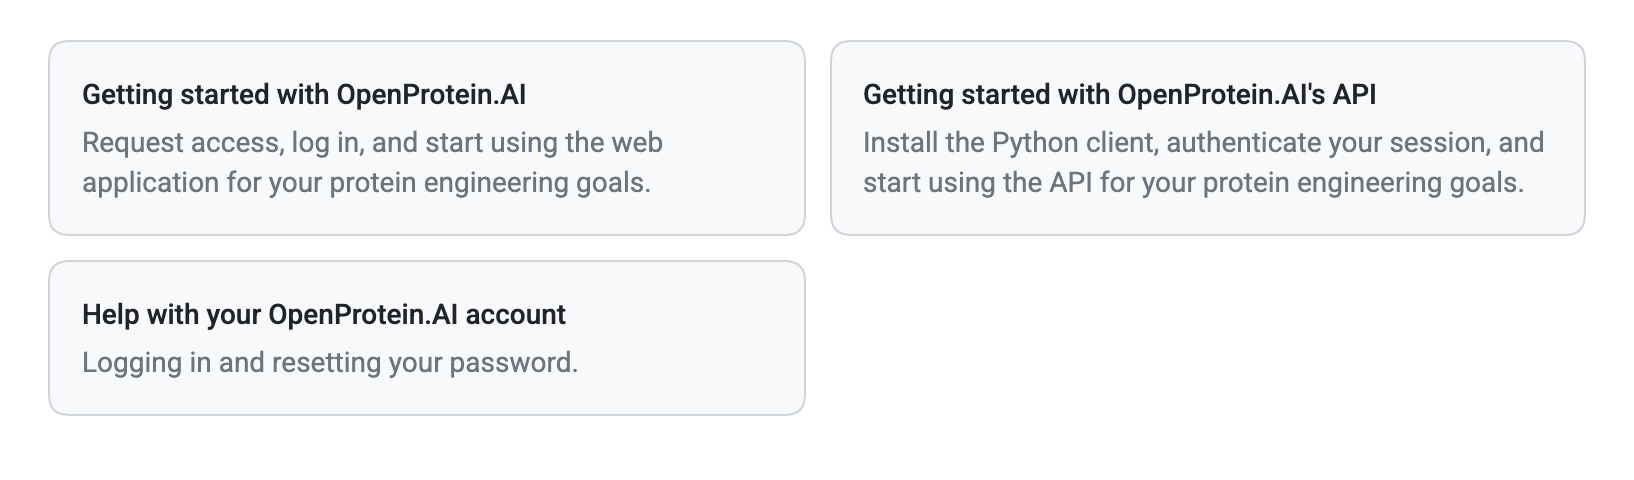 Getting started with OpenProtein.AI
Request access, log in, and start using the web
application for your protein engineering goals.
Getting started with OpenProtein.AI's API
Install the Python client, authenticate your session, and
start using the API for your protein engineering goals.
Help with your OpenProtein.AI account
Logging in and resetting your password.